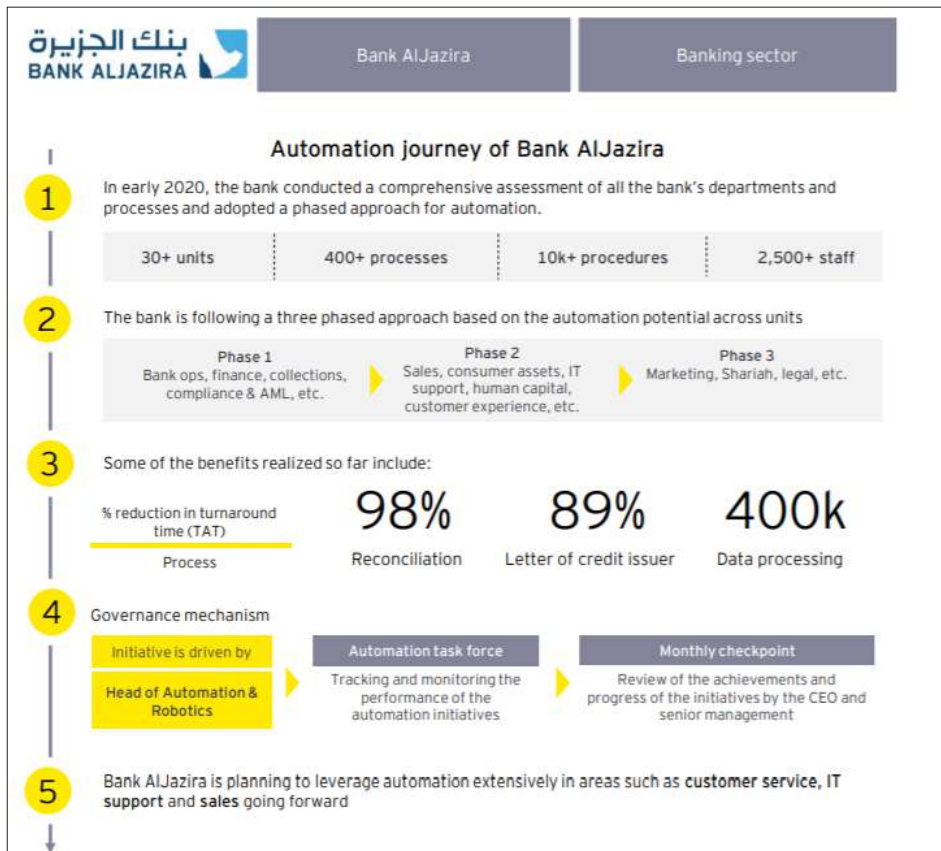 بنك الجزيرة
BANK ALJAZIRA
Bank AlJazira
Banking sector
Automation journey of Bank AlJazira
1
In early 2020, the bank conducted a comprehensive assessment of all the bank's departments and
processes and adopted a phased approach for automation.
30+ units
400+ processes
10k+ procedures
2,500+ staff
2
The bank is following a three phased approach based on the automation potential across units
Phase 1
Bank ops, finance, collections,
compliance & AML, etc.
Phase 2
Sales, consumer assets, IT
support, human capital,
customer experience, etc.
Phase 3
Marketing, Shariah, legal, etc.
3
Some of the benefits realized so far include:
% reduction in turnaround
time (TAT)
Process
98%
Reconciliation
89%
Letter of credit issuer
400k
Data processing
4
Governance mechanism
Initiative is driven by
Head of Automation &
Robotics
Automation task force
Tracking and monitoring the
performance of the
automation initiatives
Monthly checkpoint
Review of the achievements and
progress of the initiatives by the CEO and
senior management
5
Bank AlJazira is planning to leverage automation extensively in areas such as customer service, IT
support and sales going forward